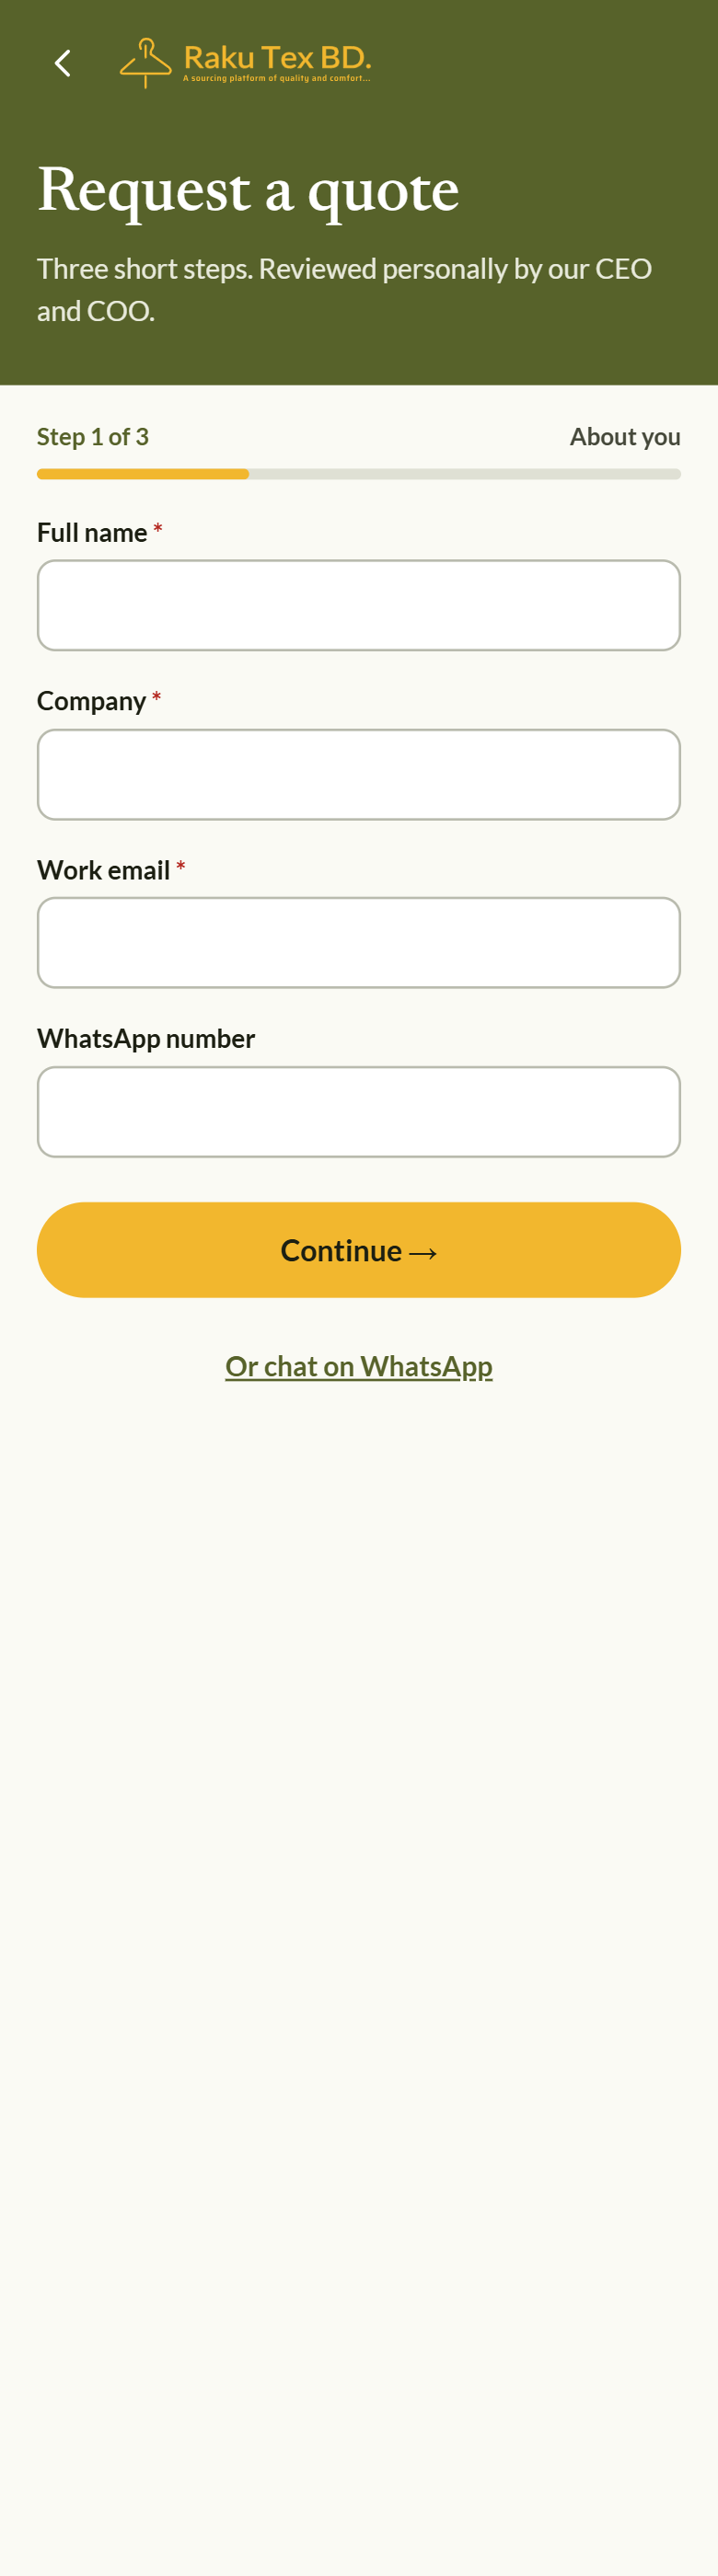 Raku Tex BD.
A sourcing platform of quality and comfort...
Request a quote
Three short steps. Reviewed personally by our CEO
and COO.
Step 1 of 3
About you
Full name *
Company *
Work email *
WhatsApp number
Continue →
Or chat on WhatsApp